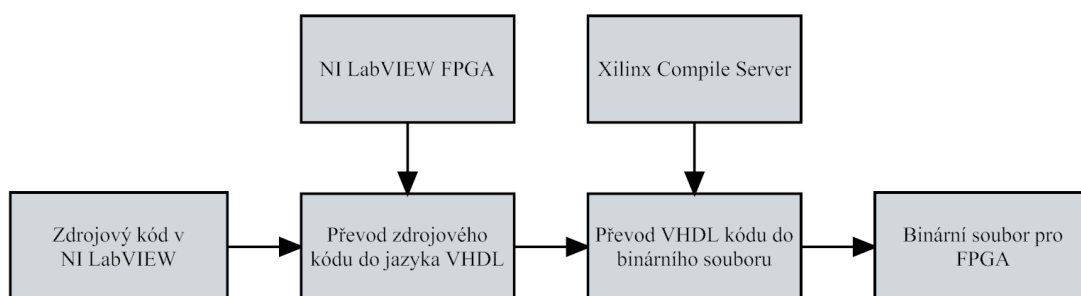 NI LabVIEW FPGA
Xilinx Compile Server
Zdrojový kód v
NI LabVIEW
Převod zdrojového
kódu do jazyka VHDL
Převod VHDL kódu do
binárního souboru
Binární soubor pro
FPGA